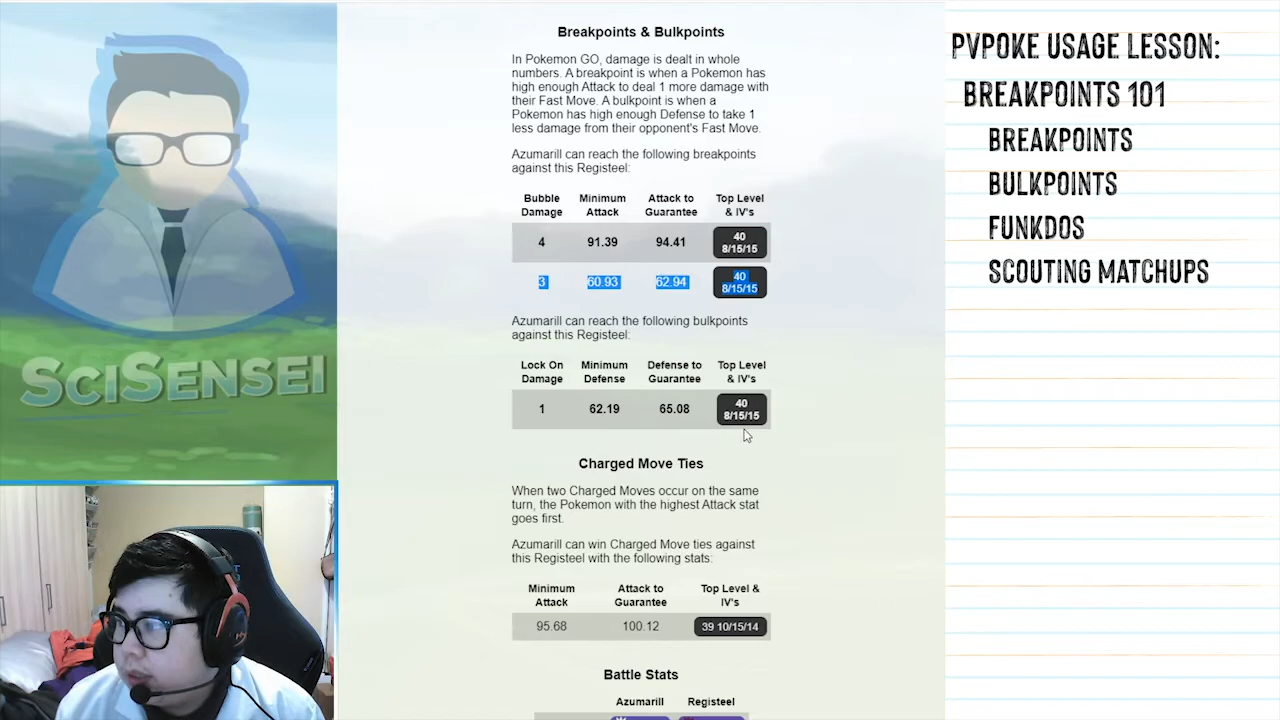 Breakpoints & Bulkpoints
In Pokemon GO, damage is dealt in whole
numbers. A breakpoint is when a Pokemon has
high enough Attack to deal 1 more damage with
their Fast Move. A bulkpoint is when a
Pokemon has high enough Defense to take 1
less damage from their opponent's Fast Move.
Azumarill can reach the following breakpoints
against this Registeel:
Bubble Damage Minimum Attack Attack to Guarantee Top Level & IV's
4 91.39 94.41 40 8/15/15
3 60.93 62.94 40 8/15/15
Azumarill can reach the following bulkpoints
against this Registeel:
Lock On Damage Minimum Defense Defense to Guarantee Top Level & IV's
1 62.19 65.08 40 8/15/15
Charged Move Ties
When two Charged Moves occur on the same
turn, the Pokemon with the highest Attack stat
goes first.
Azumarill can win Charged Move ties against
this Registeel with the following stats:
Minimum Attack Attack to Guarantee Top Level & IV's
95.68 100.12 39 10/15/14
Battle Stats
Azumarill Registeel
SCISENSEI
PVPOKE USAGE LESSON:
BREAKPOINTS 101
BREAKPOINTS
BULKPOINTS
FUNKDOS
SCOUTING MATCHUPS